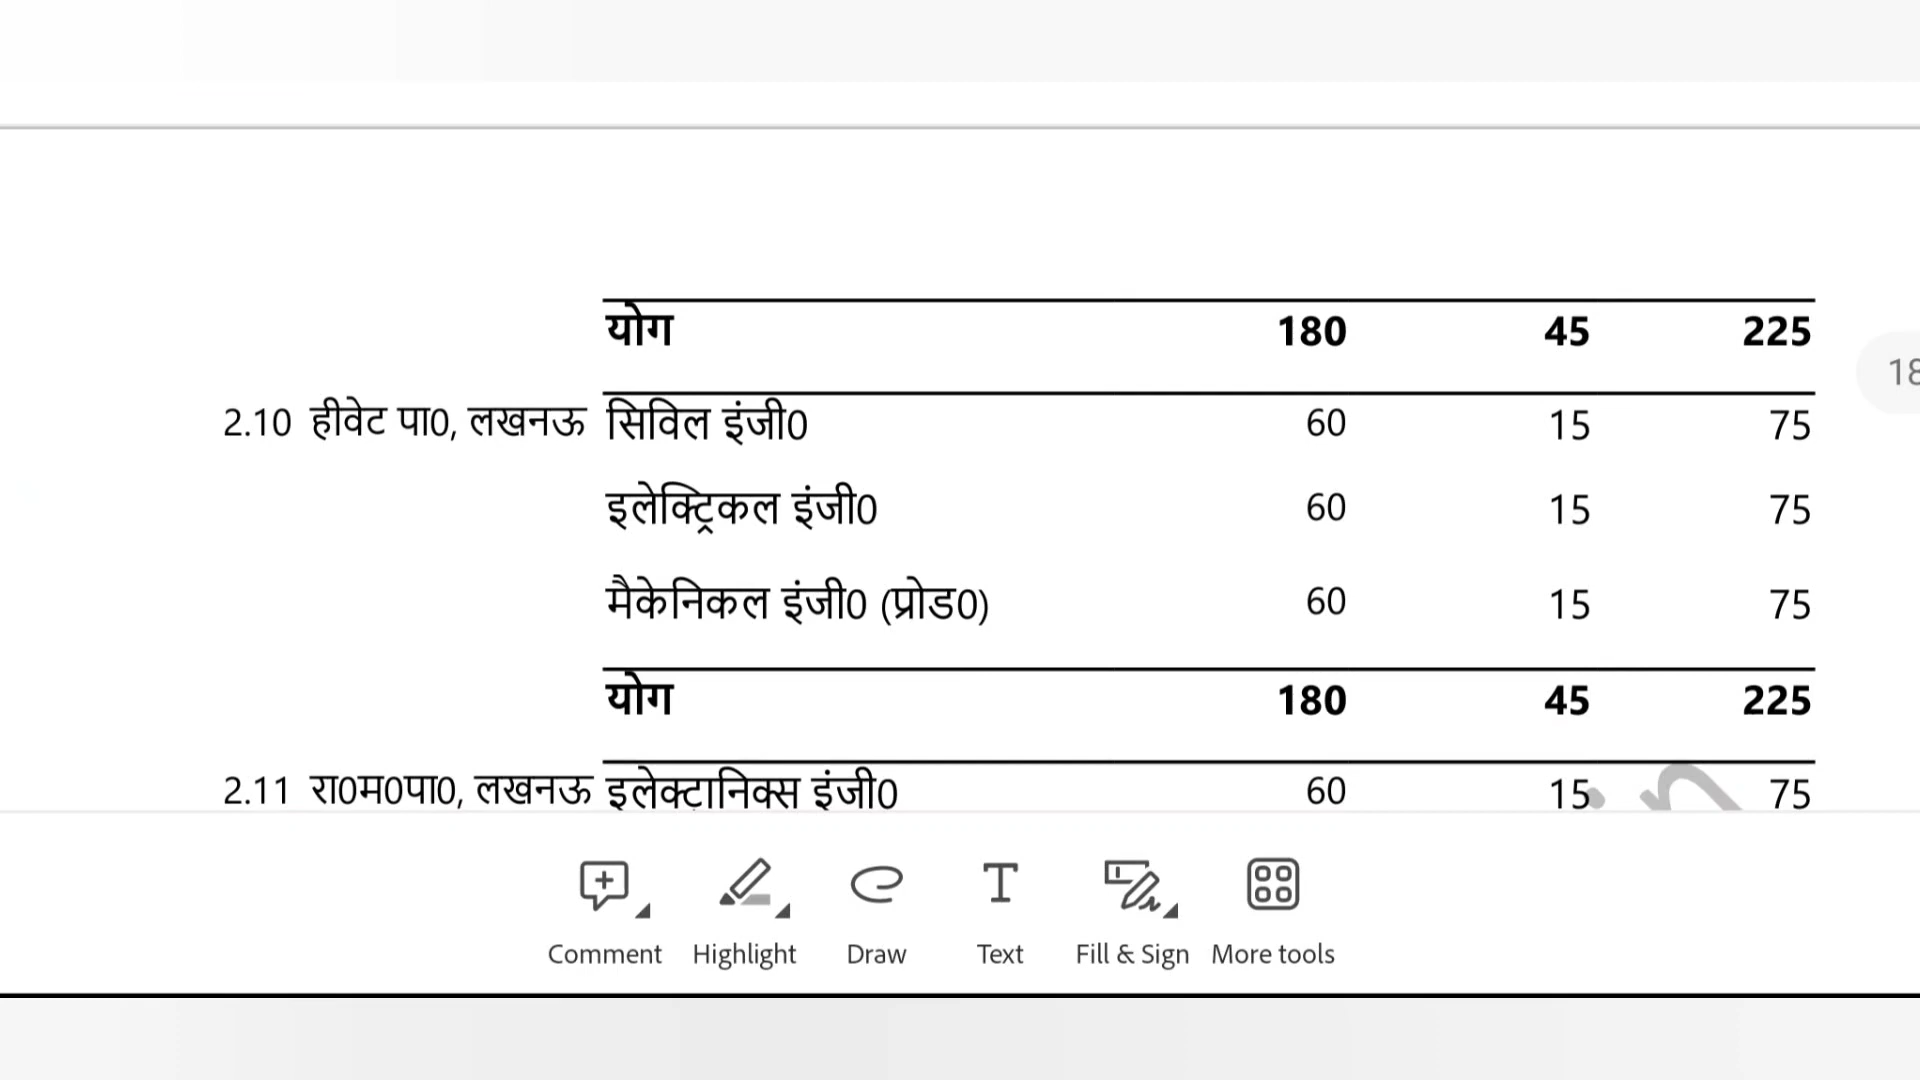 योग 180 45 225
18
2.10 हीवेट पा0, लखनऊ सिविल इंजी0 60 15 75
इलेक्ट्रिकल इंजी0 60 15 75
मैकेनिकल इंजी0 (प्रोड0) 60 15 75
योग 180 45 225
2.11 रा0म0पा0, लखनऊ इलेक्टानिक्स इंजी0 60 15 75
Comment Highlight Draw Text Fill & Sign More tools